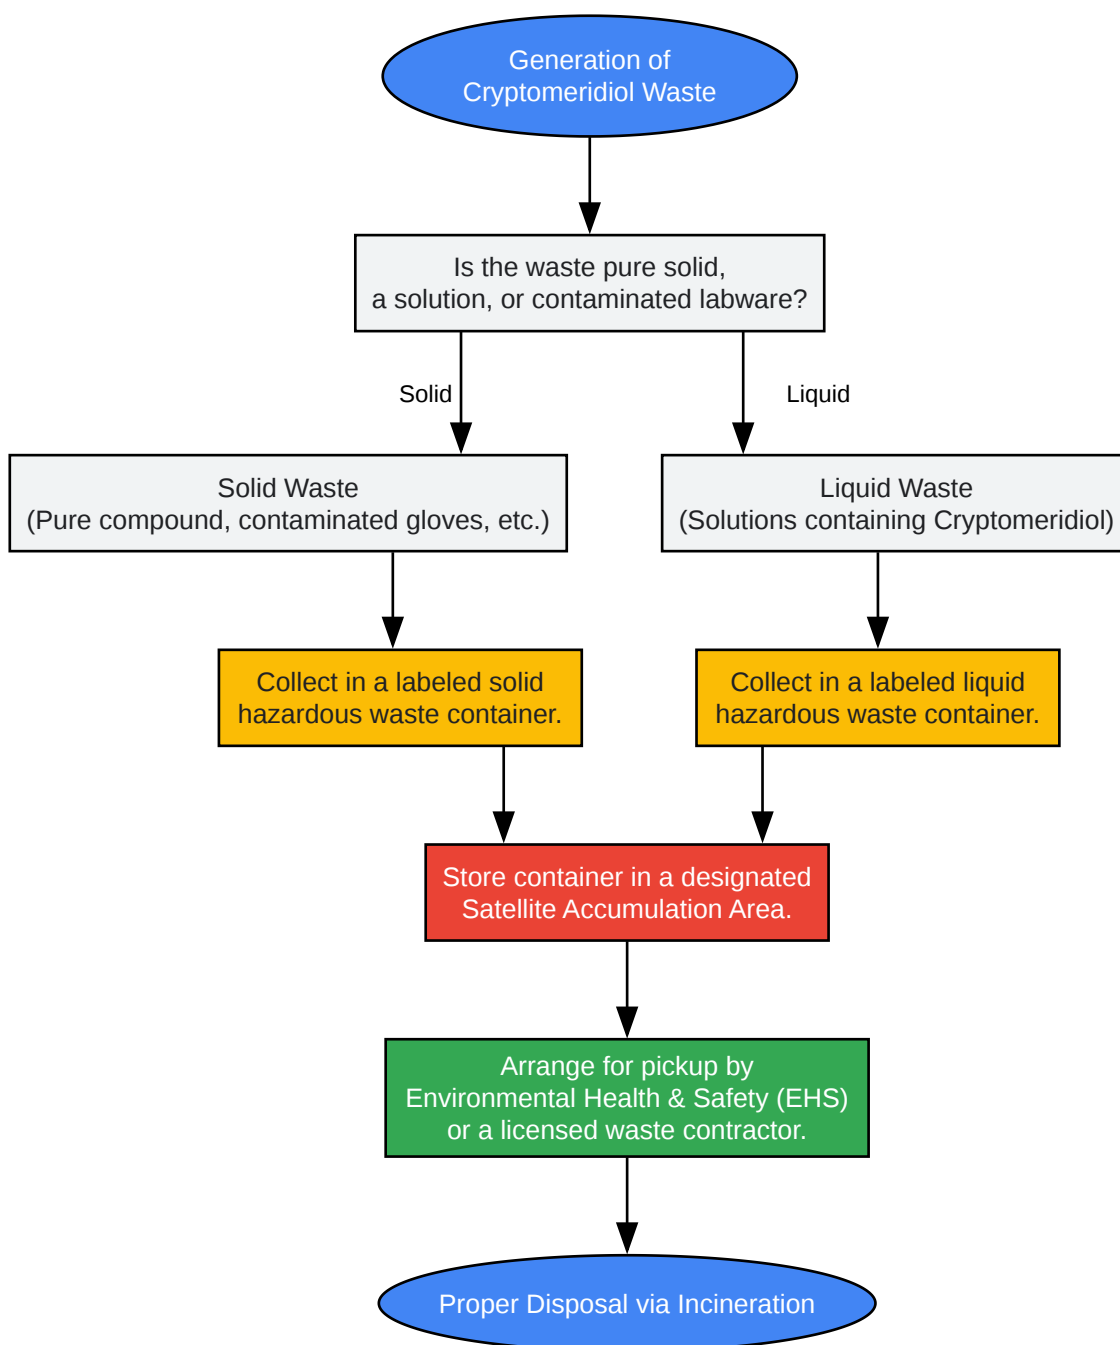 Generation of
Cryptomeridiol Waste
Is the waste pure solid,
a solution, or contaminated labware?
Solid
Liquid
Solid Waste
(Pure compound, contaminated gloves, etc.)
Liquid Waste
(Solutions containing Cryptomeridiol)
Collect in a labeled solid
hazardous waste container.
Collect in a labeled liquid
hazardous waste container.
Store container in a designated
Satellite Accumulation Area.
Arrange for pickup by
Environmental Health & Safety (EHS)
or a licensed waste contractor.
Proper Disposal via Incineration